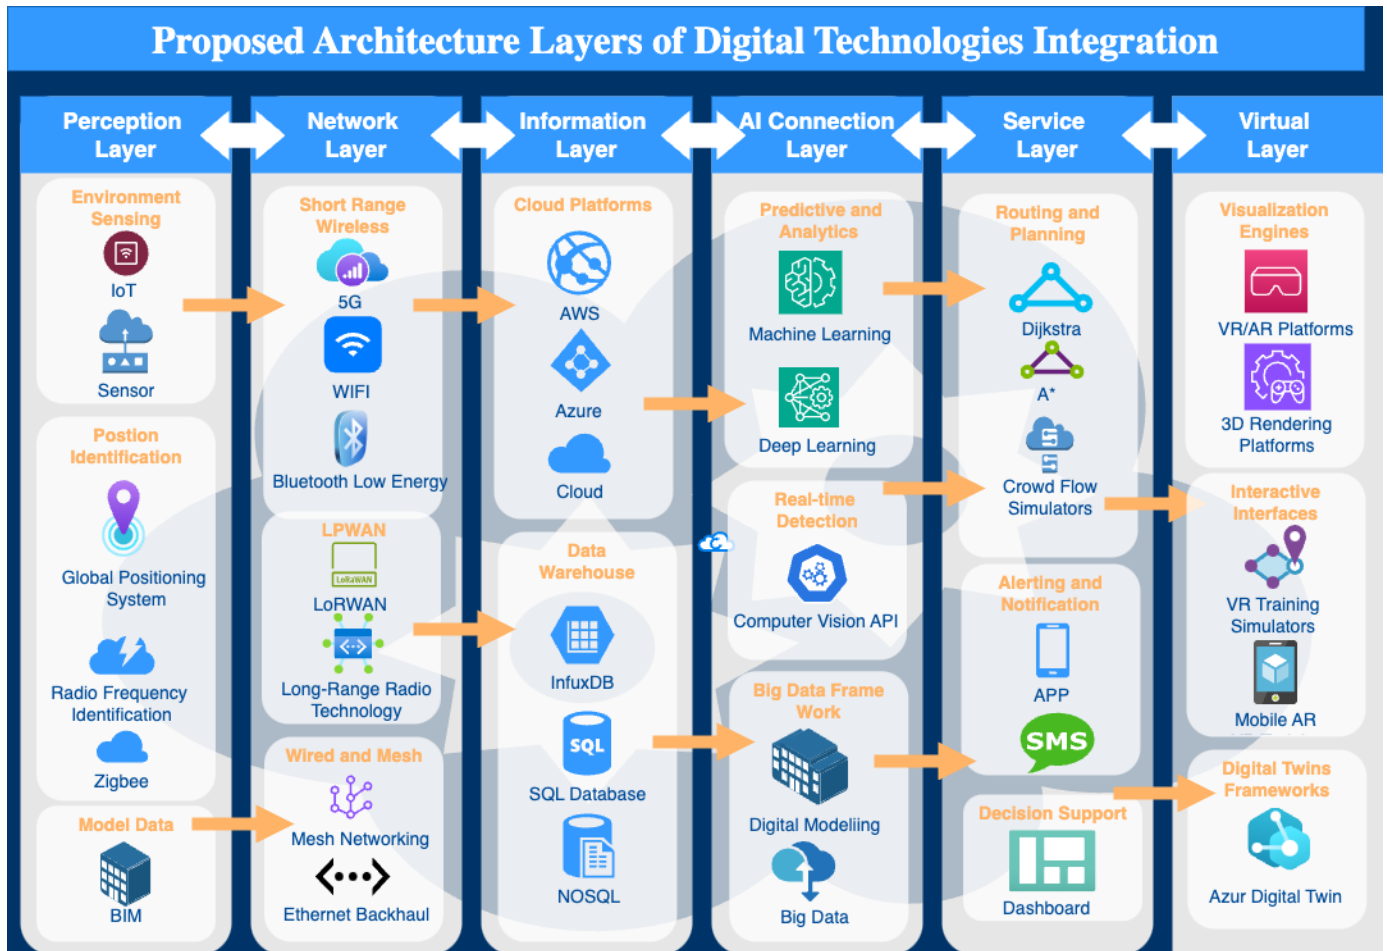 Proposed Architecture Layers of Digital Technologies Integration
Perception
Layer
Network
Layer
Information
Layer
AI Connection
Layer
Service
Layer
Virtual
Layer
Environment
Sensing
IoT
Sensor
Postion
Identification
Global Positioning
System
Radio Frequency
Identification
Zigbee
Model Data
BIM
Short Range
Wireless
5G
WIFI
Bluetooth Low Energy
LPWAN
LoRaWAN
LoRWAN
Long-Range Radio
Technology
Wired and Mesh
Mesh Networking
Ethernet Backhaul
Cloud Platforms
AWS
Azure
Cloud
Data
Warehouse
InfuxDB
SQL
SQL Database
NOSQL
Predictive and
Analytics
Machine Learning
Deep Learning
Real-time
Detection
Computer Vision API
Big Data Frame
Work
Digital Modeliing
Big Data
Routing and
Planning
Dijkstra
A*
Crowd Flow
Simulators
Alerting and
Notification
APP
SMS
Decision Support
Dashboard
Visualization
Engines
VR/AR Platforms
3D Rendering
Platforms
Interactive
Interfaces
VR Training
Simulators
Mobile AR
Digital Twins
Frameworks
Azur Digital Twin